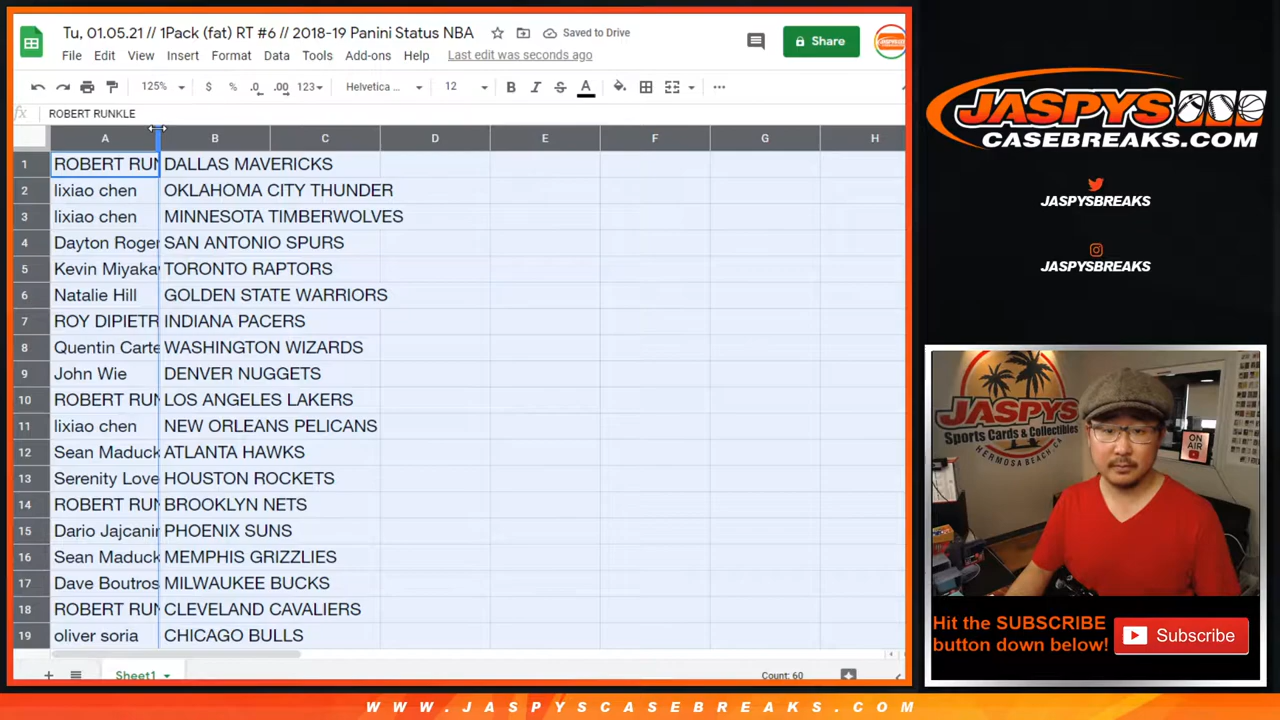 Tu, 01.05.21 // 1Pack (fat) RT #6 // 2018-19 Panini Status NBA
Saved to Drive
Share
File Edit View Insert Format Data Tools Add-ons Help Last edit was seconds ago
125% $ % .0 .00 123 Helvetica ... 12 B I S A
fx ROBERT RUNKLE
A B C D E F G H
1 ROBERT RUN DALLAS MAVERICKS
2 lixiao chen OKLAHOMA CITY THUNDER
3 lixiao chen MINNESOTA TIMBERWOLVES
4 Dayton Roger SAN ANTONIO SPURS
5 Kevin Miyaka TORONTO RAPTORS
6 Natalie Hill GOLDEN STATE WARRIORS
7 ROY DIPIETR INDIANA PACERS
8 Quentin Carte WASHINGTON WIZARDS
9 John Wie DENVER NUGGETS
10 ROBERT RUN LOS ANGELES LAKERS
11 lixiao chen NEW ORLEANS PELICANS
12 Sean Maduck ATLANTA HAWKS
13 Serenity Love HOUSTON ROCKETS
14 ROBERT RUN BROOKLYN NETS
15 Dario Jajcanin PHOENIX SUNS
16 Sean Maduck MEMPHIS GRIZZLIES
17 Dave Boutros MILWAUKEE BUCKS
18 ROBERT RUN CLEVELAND CAVALIERS
19 oliver soria CHICAGO BULLS
Sheet1
Count: 60
JASPYS
CASEBREAKS.COM
JASPYSBREAKS
JASPYSBREAKS
JASPYS
Sports Cards & Collectibles
HERMOSA BEACH, CA
ON AIR
Hit the SUBSCRIBE
button down below!
Subscribe
WWW.JASPYSCASEBREAKS.COM